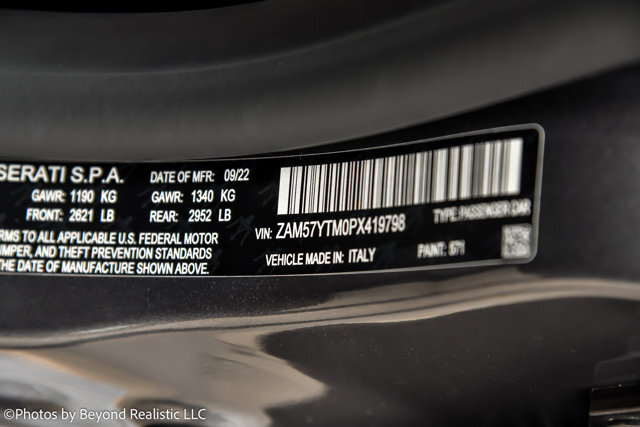 SERATI S.P.A.
DATE OF MFR: 09/22
GAWR: 1190 KG
GAWR: 1340 KG
FRONT: 2621 LB
REAR: 2952 LB
RMS TO ALL APPLICABLE U.S. FEDERAL MOTOR
MPER, AND THEFT PREVENTION STANDARDS
THE DATE OF MANUFACTURE SHOWN ABOVE.
VIN: ZAM57YTM0PX419798
TYPE: PASSENGER CAR
VEHICLE MADE IN: ITALY
PAINT: 571
©Photos by Beyond Realistic LLC